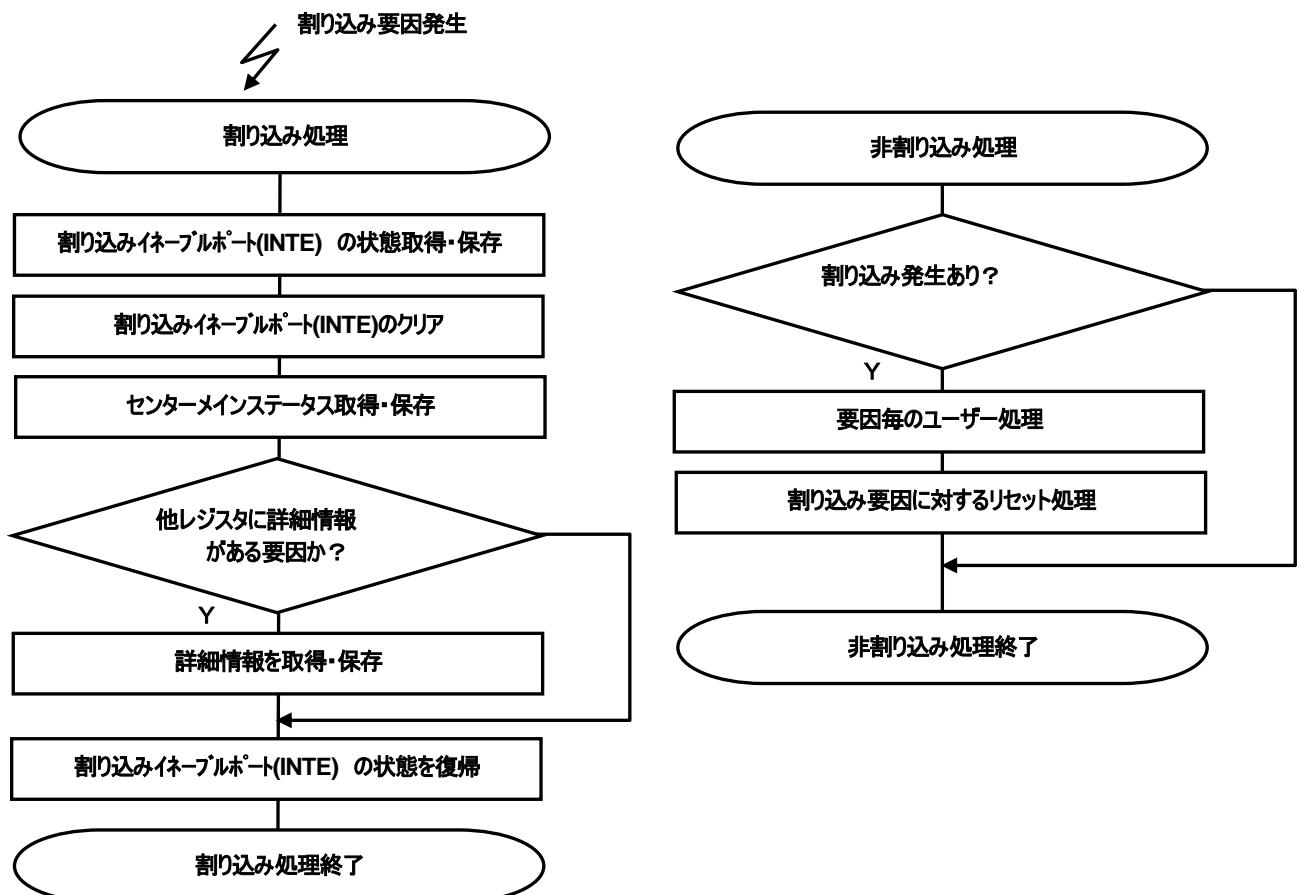 割り込み要因発生
割り込み処理
割り込みイネーブルポート(INTE) の状態取得・保存
割り込みイネーブルポート(INTE)のクリア
センターメインステータス取得・保存
他レジスタに詳細情報
がある要因か？
Y
詳細情報を取得・保存
割り込みイネーブルポート(INTE) の状態を復帰
割り込み処理終了
非割り込み処理
割り込み発生あり？
Y
要因毎のユーザー処理
割り込み要因に対するリセット処理
非割り込み処理終了